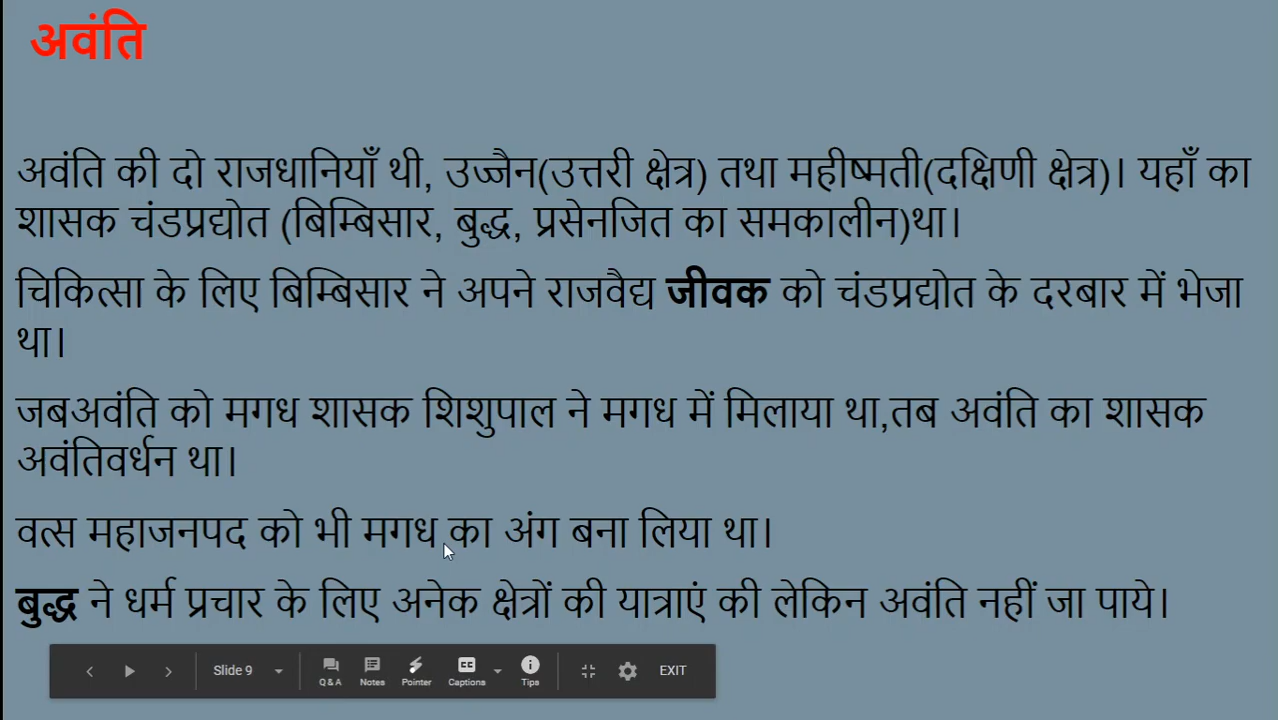 अवंति
अवंति की दो राजधानियाँ थी, उज्जैन(उत्तरी क्षेत्र) तथा महीष्मती(दक्षिणी क्षेत्र)। यहाँ का
शासक चंडप्रद्योत (बिम्बिसार, बुद्ध, प्रसेनजित का समकालीन)था।
चिकित्सा के लिए बिम्बिसार ने अपने राजवैद्य जीवक को चंडप्रद्योत के दरबार में भेजा
था।
जबअवंति को मगध शासक शिशुपाल ने मगध में मिलाया था,तब अवंति का शासक
अवंतिवर्धन था।
वत्स महाजनपद को भी मगध का अंग बना लिया था।
बुद्ध ने धर्म प्रचार के लिए अनेक क्षेत्रों की यात्राएं की लेकिन अवंति नहीं जा पाये।
Slide 9 Q & A Notes Pointer CC Captions Tips EXIT